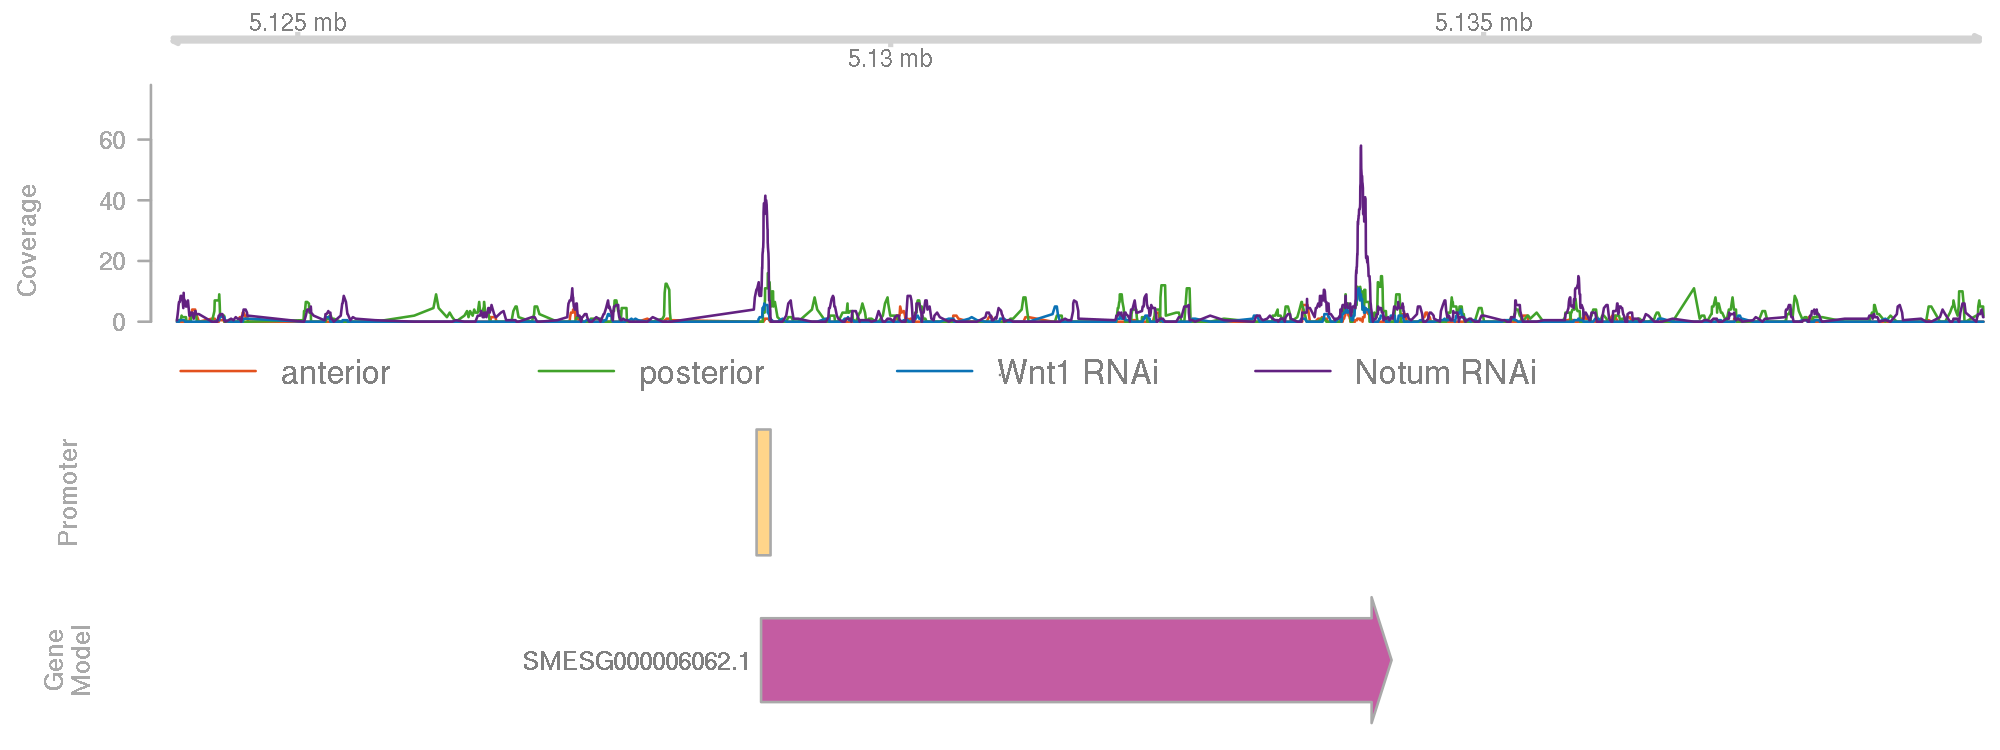 5.125 mb
5.135 mb
5.13 mb
Coverage
60
40
20
0
anterior posterior Wnt1 RNAi Notum RNAi
Promoter
Gene
Model
SMESG000006062.1